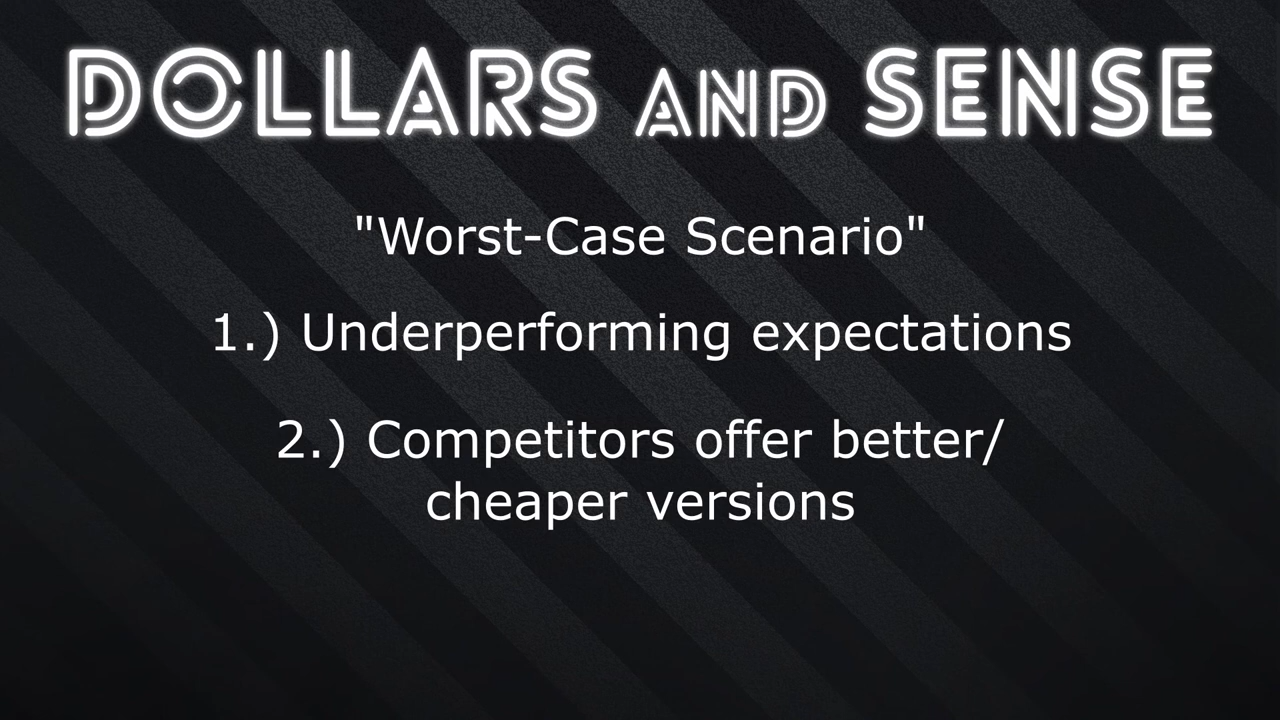 DOLLARS AND SENSE
"Worst-Case Scenario"
1.) Underperforming expectations
2.) Competitors offer better/
cheaper versions